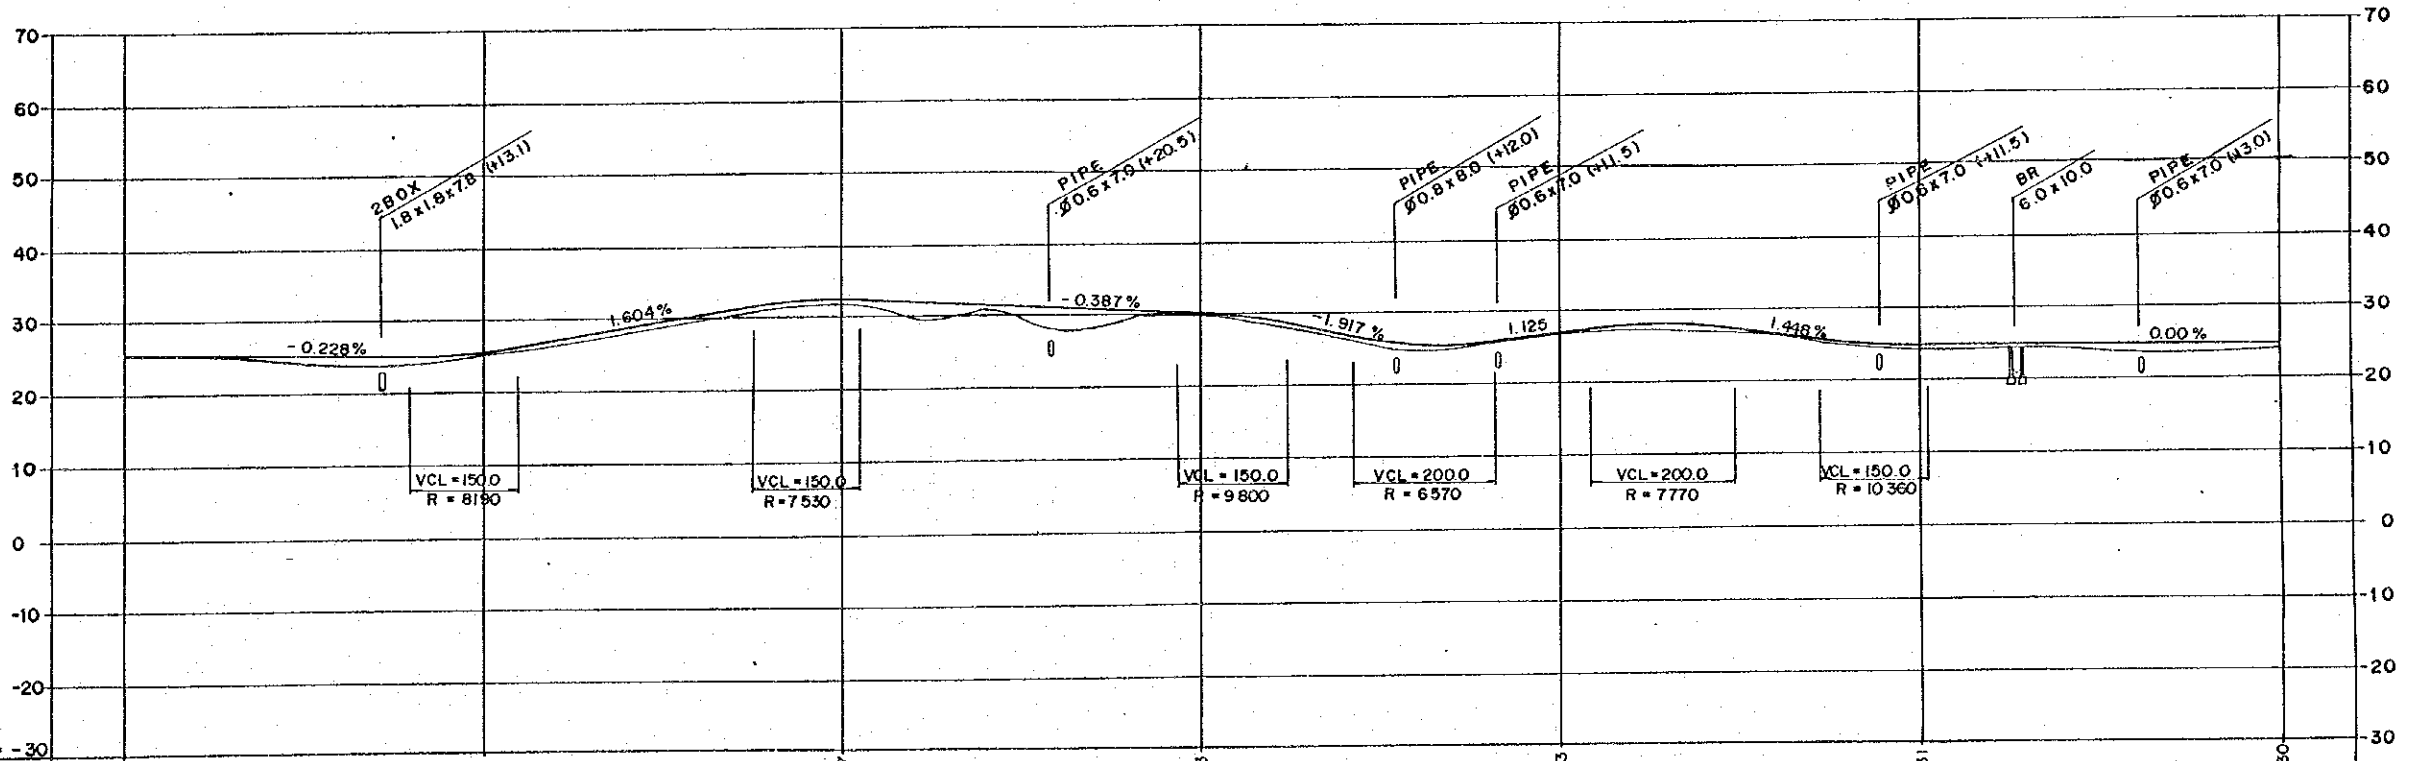 70
60
50
40
30
20
10
0
-10
-20
-30
2BOX
1.8x1.8x7.8 (+13.1)
PIPE
Ø0.6x7.0 (+20.5)
PIPE
Ø0.8x8.0 (+12.0)
PIPE
Ø0.6x7.0 (+11.5)
PIPE
Ø0.6x7.0 (+11.5)
BR
6.0x10.0
PIPE
Ø0.6x7.0
-0.228%
1.604%
-0.387%
-1.917%
1.125
1.448%
0.00%
VCL=150.0
R=8190
VCL=150.0
R=7530
VCL=150.0
R=9800
VCL=200.0
R=6570
VCL=200.0
R=7770
VCL=150.0
R=10360
70
60
50
40
30
20
10
0
-10
-20
-30